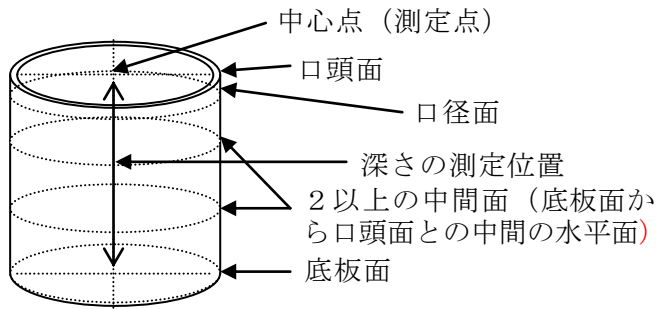 中心点（測定点）
口頭面
口径面
深さの測定位置
２以上の中間面（底板面か
ら口頭面との中間の水平面）
底板面